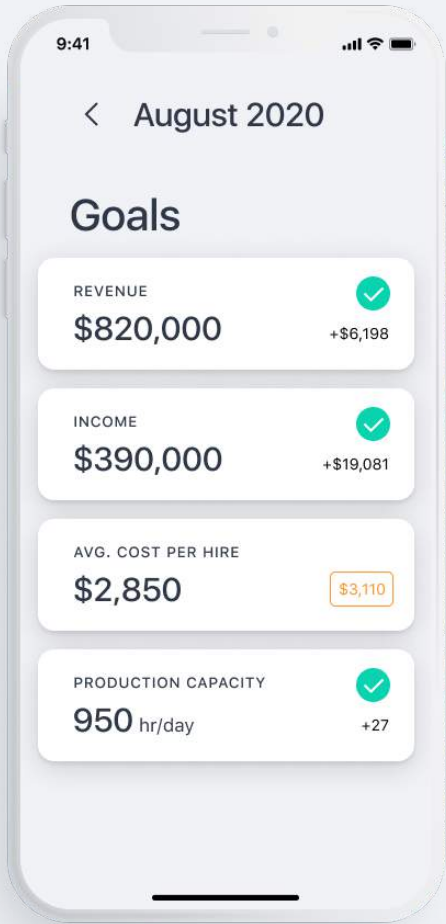 9:41
August 2020
Goals
REVENUE
$820,000
+$6,198
INCOME
$390,000
+$19,081
AVG. COST PER HIRE
$2,850
$3,110
PRODUCTION CAPACITY
950 hr/day
+27